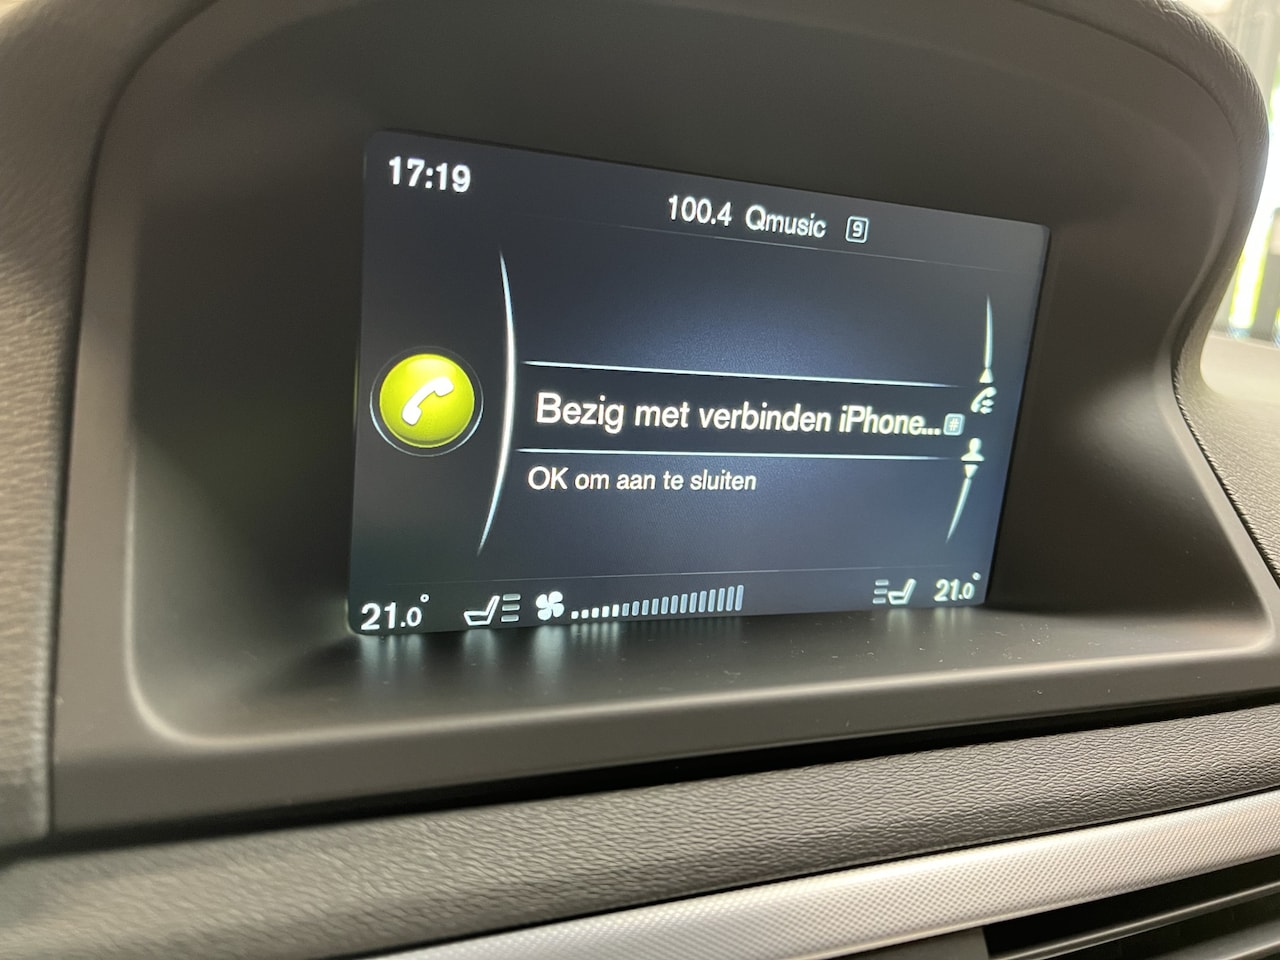 17:19
100.4 Qmusic 9
Bezig met verbinden iPhone... #
OK om aan te sluiten
21.0° 21.0°